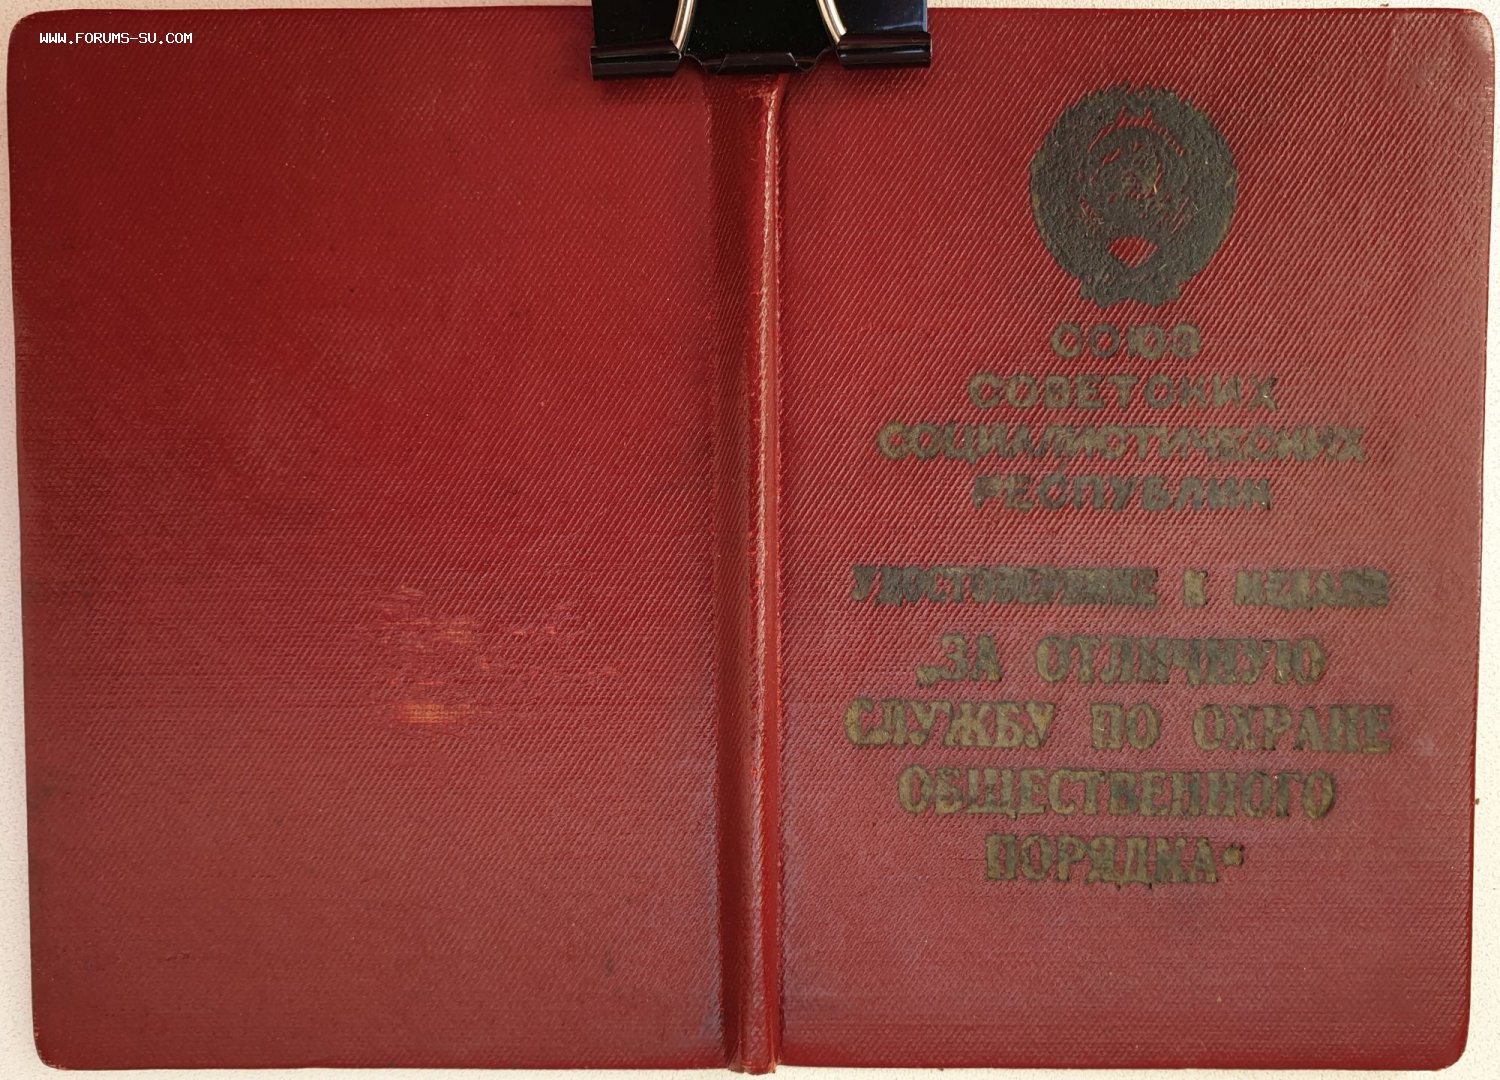 WWW.FORUMS-SU.COM
СОЮЗ
СОВЕТСКИХ
СОЦИАЛИСТИЧЕСКИХ
РЕСПУБЛИК
УДОСТОВЕРЕНИЕ К МЕДАЛИ
„ЗА ОТЛИЧНУЮ
СЛУЖБУ ПО ОХРАНЕ
ОБЩЕСТВЕННОГО
ПОРЯДКА“